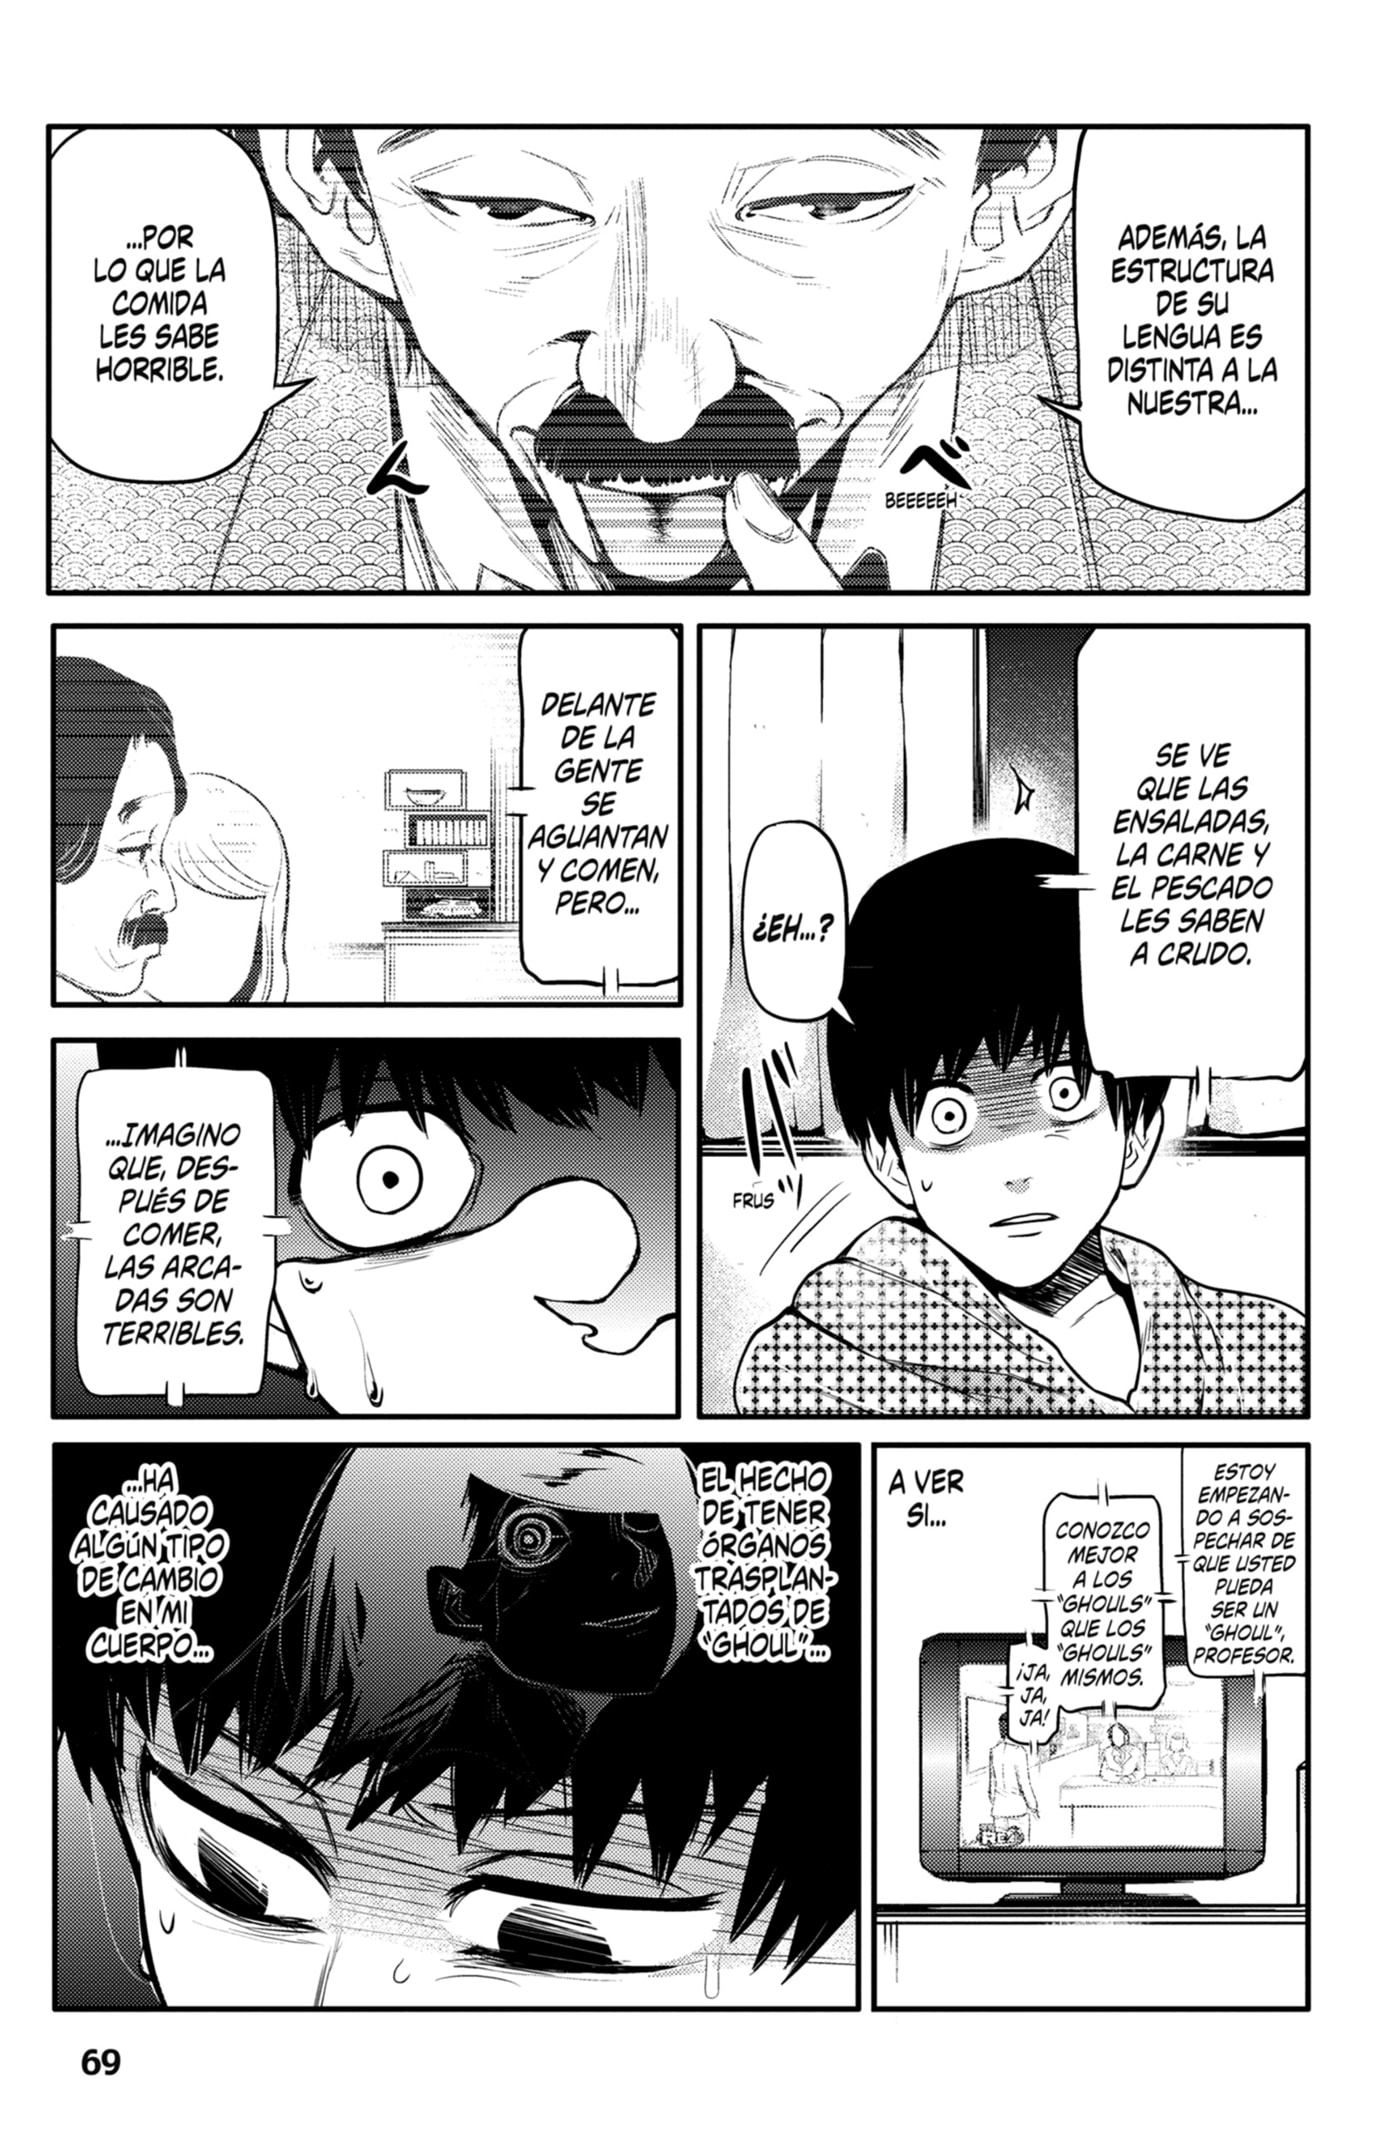 ADEMÁS, LA
ESTRUCTURA
DE SU
LENGUA ES
DISTINTA A LA
NUESTRA...
べ
BEEEEEH
ん
...POR
LO QUE LA
COMIDA
LES SABE
HORRIBLE.
SE VE
QUE LAS
ENSALADAS,
LA CARNE Y
EL PESCADO
LES SABEN
A CRUDO.
¿EH...?
FRUS
DELANTE
DE LA
GENTE
SE
AGUANTAN
Y COMEN,
PERO...
...IMAGINO
QUE, DES-
PUÉS DE
COMER,
LAS ARCA-
DAS SON
TERRIBLES.
ESTOY
EMPEZAN-
DO A SOS-
PECHAR DE
QUE USTED
PUEDA
SER UN
"GHOUL",
PROFESOR.
CONOZCO
MEJOR
A LOS
"GHOULS"
QUE LOS
"GHOULS"
MISMOS.
¡JA,
JA,
JA!
A VER
SI...
EL HECHO
DE TENER
ÓRGANOS
TRASPLAN-
TADOS DE
"GHOUL"...
...HA
CAUSADO
ALGÚN TIPO
DE CAMBIO
EN MI
CUERPO...
69